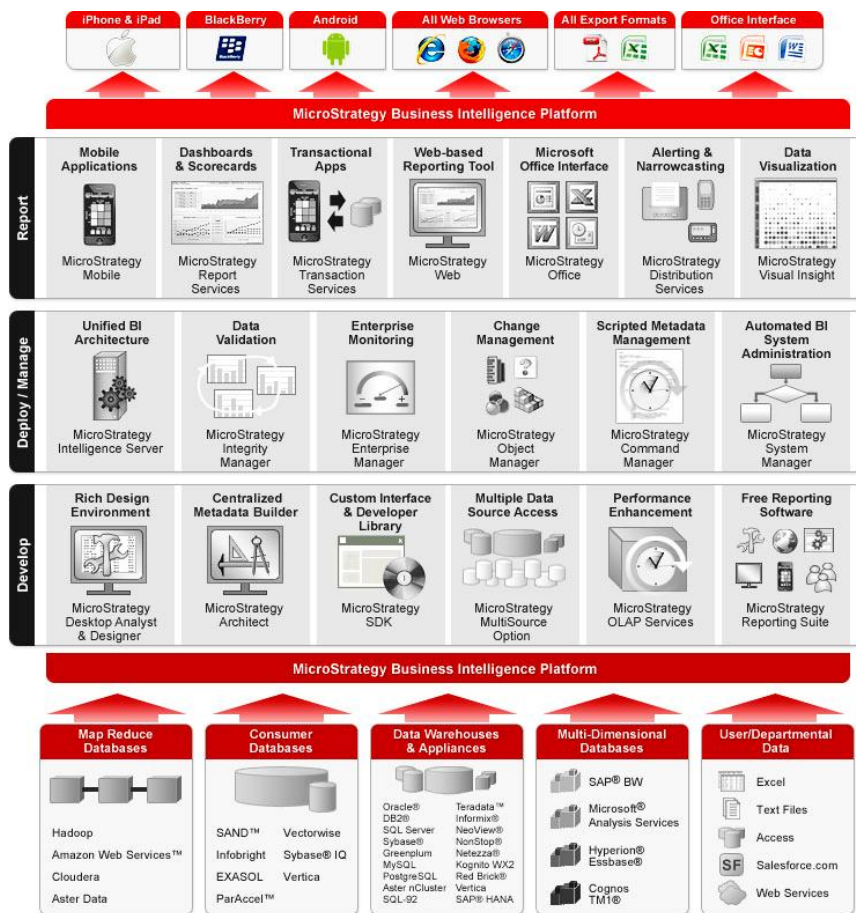 iPhone & iPad
BlackBerry
Android
All Web Browsers
All Export Formats
Office Interface
BlackBerry
MicroStrategy Business Intelligence Platform
Report
Mobile
Applications
MicroStrategy
Mobile
Dashboards
& Scorecards
MicroStrategy
Report
Services
Transactional
Apps
MicroStrategy
Transaction
Services
Web-based
Reporting Tool
MicroStrategy
Web
Microsoft
Office Interface
MicroStrategy
Office
Alerting &
Narrowcasting
MicroStrategy
Distribution
Services
Data
Visualization
MicroStrategy
Visual Insight
Deploy / Manage
Unified BI
Architecture
MicroStrategy
Intelligence Server
Data
Validation
MicroStrategy
Integrity
Manager
Enterprise
Monitoring
MicroStrategy
Enterprise
Manager
Change
Management
MicroStrategy
Object
Manager
Scripted Metadata
Management
MicroStrategy
Command
Manager
Automated BI
System
Administration
MicroStrategy
System
Manager
Develop
Rich Design
Environment
MicroStrategy
Desktop Analyst
& Designer
Centralized
Metadata Builder
MicroStrategy
Architect
Custom Interface
& Developer
Library
MicroStrategy
SDK
Multiple Data
Source Access
MicroStrategy
MultiSource
Option
Performance
Enhancement
MicroStrategy
OLAP Services
Free Reporting
Software
MicroStrategy
Reporting Suite
MicroStrategy Business Intelligence Platform
Map Reduce
Databases
Hadoop
Amazon Web Services™
Cloudera
Aster Data
Consumer
Databases
SAND™ Vectorwise
Infobright Sybase® IQ
EXASOL Vertica
ParAccel™
Data Warehouses
& Appliances
Oracle® Teradata™
DB2® Informix®
SQL Server NeoView®
Sybase® NonStop®
Greenplum Netezza®
MySQL Kognito WX2
PostgreSQL Red Brick®
Aster nCluster Vertica
SQL-92 SAP® HANA
Multi-Dimensional
Databases
SAP® BW
Microsoft®
Analysis Services
Hyperion®
Essbase®
Cognos
TM1®
User/Departmental
Data
Excel
Text Files
Access
SF Salesforce.com
Web Services